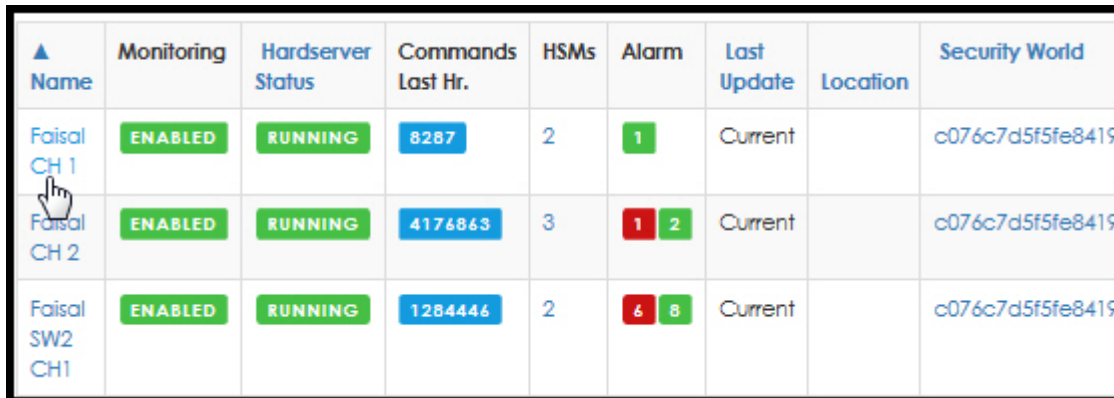 ▲ Name Monitoring Hardserver Status Commands Last Hr. HSMs Alarm Last Update Location Security World
Faisal CH 1 ENABLED RUNNING 8287 2 1 Current c076c7d5f5fe8419
Faisal CH 2 ENABLED RUNNING 4176863 3 1 2 Current c076c7d5f5fe8419
Faisal SW2 CH1 ENABLED RUNNING 1284446 2 6 8 Current c076c7d5f5fe8419